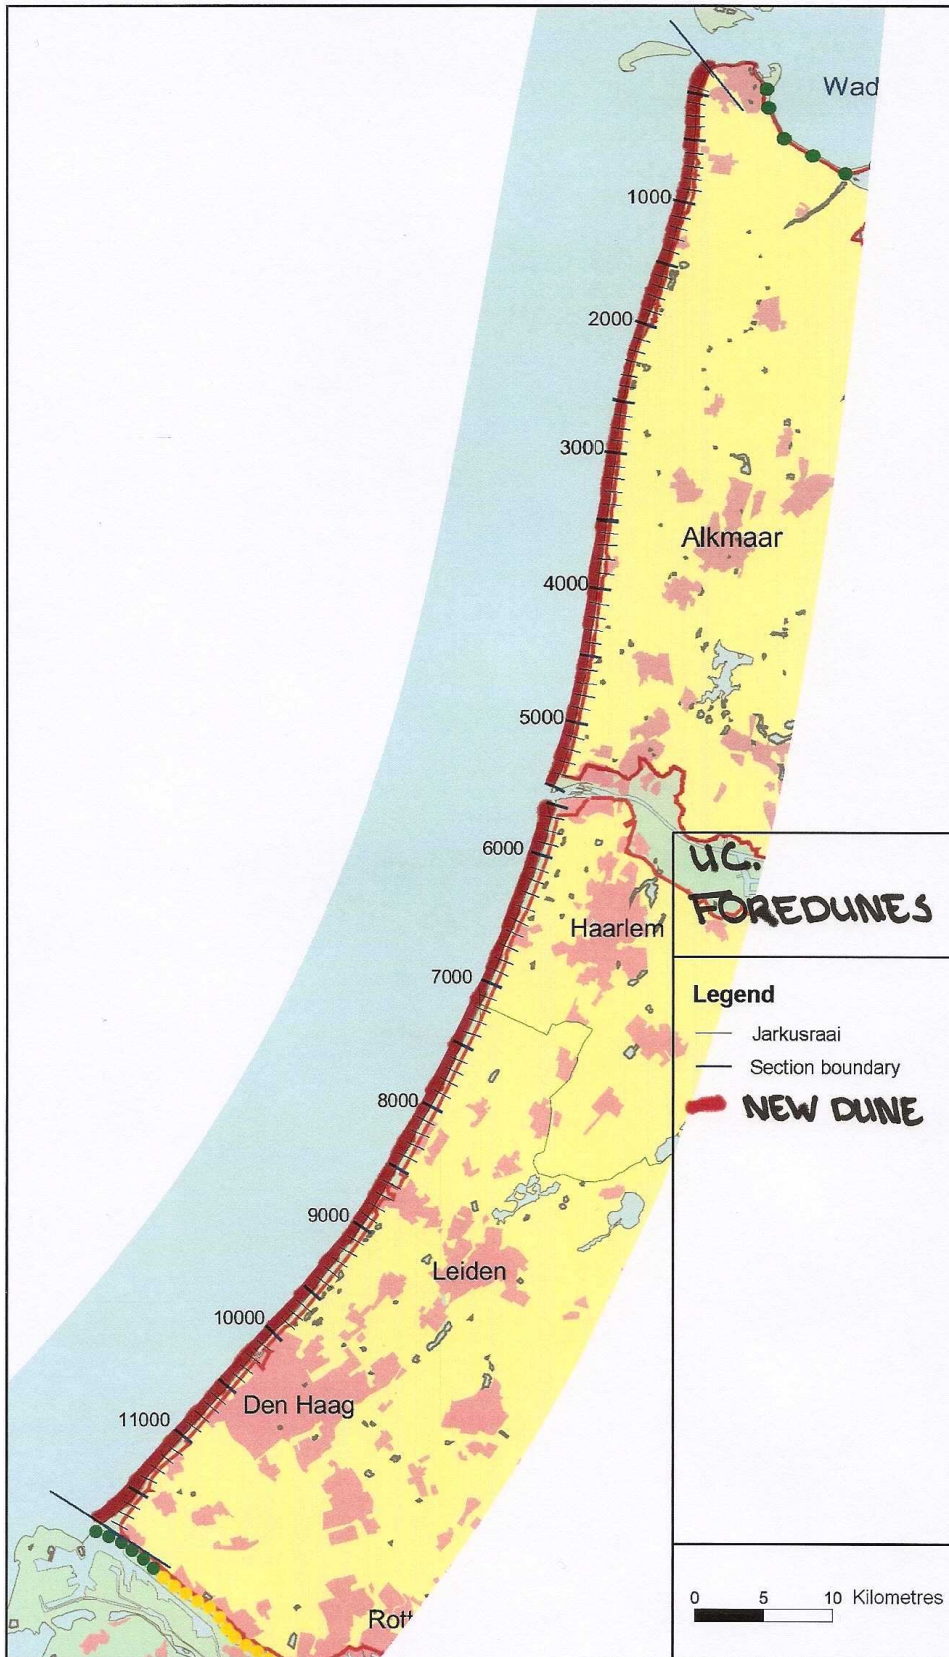 Wad
1000
2000
3000
Alkmaar
4000
5000
6000
UC.
FOREDUNES
Haarlem
7000
Legend
Jarkusraai
Section boundary
NEW DUNE
8000
9000
Leiden
10000
Den Haag
11000
0 5 10 Kilometres
Rott